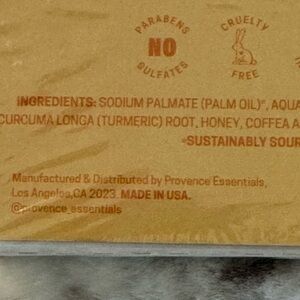 PARABENS
NO
SULFATES
CRUELTY
FREE
INGREDIENTS: SODIUM PALMATE (PALM OIL)*, AQUA
CURCUMA LONGA (TURMERIC) ROOT, HONEY, COFFEA A
*SUSTAINABLY SOUR
Manufactured & Distributed by Provence Essentials,
Los Angeles,CA 2023. MADE IN USA.
@provence_essentials